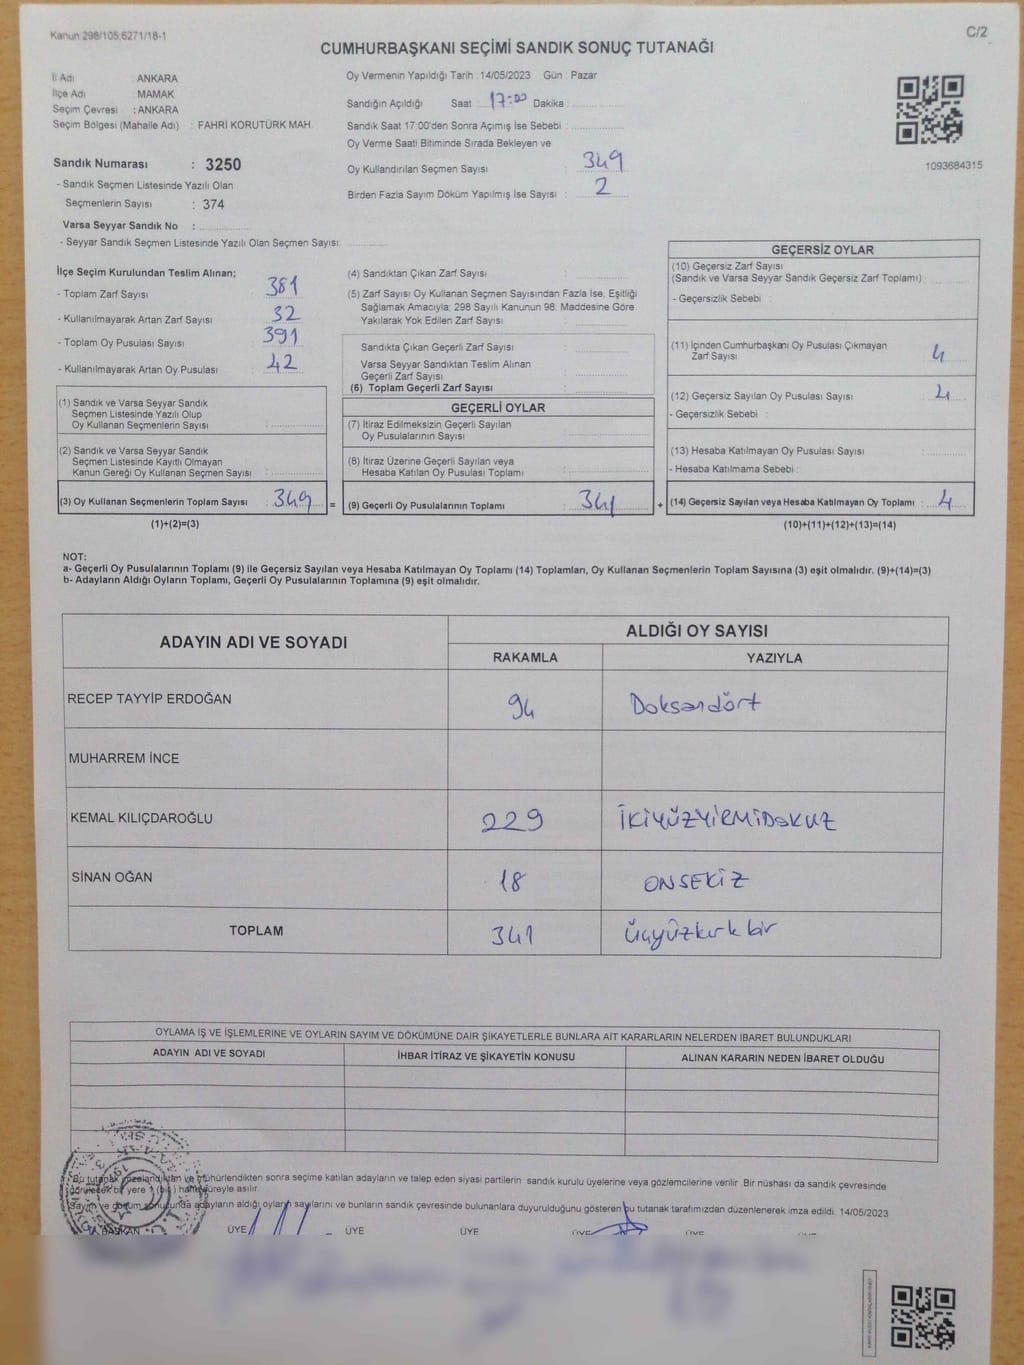 Kanun 298/105,6271/18-1
C/2
CUMHURBAŞKANI SEÇİMİ SANDIK SONUÇ TUTANAĞI
İl Adı : ANKARA
İlçe Adı : MAMAK
Seçim Çevresi : ANKARA
Seçim Bölgesi (Mahalle Adı) : FAHRİ KORUTÜRK MAH.
Oy Vermenin Yapıldığı Tarih : 14/05/2023 Gün : Pazar
Sandığın Açıldığı Saat 17:00 Dakika :
Sandık Saat 17:00'den Sonra Açılmış İse Sebebi :
Oy Verme Saati Bitiminde Sırada Bekleyen ve
Oy Kullandırılan Seçmen Sayısı : 349
Birden Fazla Sayım Döküm Yapılmış İse Sayısı : 2
1093684315
Sandık Numarası : 3250
- Sandık Seçmen Listesinde Yazılı Olan
Seçmenlerin Sayısı : 374
Varsa Seyyar Sandık No :
- Seyyar Sandık Seçmen Listesinde Yazılı Olan Seçmen Sayısı:
İlçe Seçim Kurulundan Teslim Alınan;
- Toplam Zarf Sayısı : 381
- Kullanılmayarak Artan Zarf Sayısı : 32
- Toplam Oy Pusulası Sayısı : 391
- Kullanılmayarak Artan Oy Pusulası : 42
(1) Sandık ve Varsa Seyyar Sandık
Seçmen Listesinde Yazılı Olup
Oy Kullanan Seçmenlerin Sayısı :
(2) Sandık ve Varsa Seyyar Sandık
Seçmen Listesinde Kayıtlı Olmayan
Kanun Gereği Oy Kullanan Seçmen Sayısı :
(3) Oy Kullanan Seçmenlerin Toplam Sayısı : 349 =
(1)+(2)=(3)
(4) Sandıktan Çıkan Zarf Sayısı :
(5) Zarf Sayısı Oy Kullanan Seçmen Sayısından Fazla İse, Eşitliği
Sağlamak Amacıyla; 298 Sayılı Kanunun 98. Maddesine Göre
Yakılarak Yok Edilen Zarf Sayısı :
Sandıkta Çıkan Geçerli Zarf Sayısı :
Varsa Seyyar Sandıktan Teslim Alınan
Geçerli Zarf Sayısı :
(6) Toplam Geçerli Zarf Sayısı :
GEÇERLİ OYLAR
(7) İtiraz Edilmeksizin Geçerli Sayılan
Oy Pusulalarının Sayısı :
(8) İtiraz Üzerine Geçerli Sayılan veya
Hesaba Katılan Oy Pusulası Toplamı :
(9) Geçerli Oy Pusulalarının Toplamı : 341 +
GEÇERSİZ OYLAR
(10) Geçersiz Zarf Sayısı
(Sandık ve Varsa Seyyar Sandık Geçersiz Zarf Toplamı) :
- Geçersizlik Sebebi :
(11) İçinden Cumhurbaşkanı Oy Pusulası Çıkmayan
Zarf Sayısı : 4
(12) Geçersiz Sayılan Oy Pusulası Sayısı : 4
- Geçersizlik Sebebi :
(13) Hesaba Katılmayan Oy Pusulası Sayısı :
- Hesaba Katılmama Sebebi :
(14) Geçersiz Sayılan veya Hesaba Katılmayan Oy Toplamı : 4
(10)+(11)+(12)+(13)=(14)
NOT:
a- Geçerli Oy Pusulalarının Toplamı (9) ile Geçersiz Sayılan veya Hesaba Katılmayan Oy Toplamı (14) Toplamları, Oy Kullanan Seçmenlerin Toplam Sayısına (3) eşit olmalıdır. (9)+(14)=(3)
b- Adayların Aldığı Oyların Toplamı, Geçerli Oy Pusulalarının Toplamına (9) eşit olmalıdır.
ADAYIN ADI VE SOYADI
ALDIĞI OY SAYISI
RAKAMLA YAZIYLA
RECEP TAYYİP ERDOĞAN 94 Doksandört
MUHARREM İNCE
KEMAL KILIÇDAROĞLU 229 İKİYÜZYİRMİDOKUZ
SİNAN OĞAN 18 ONSEKİZ
TOPLAM 341 Üçyüzkırk bir
OYLAMA İŞ VE İŞLEMLERİNE VE OYLARIN SAYIM VE DÖKÜMÜNE DAİR ŞİKAYETLERLE BUNLARA AİT KARARLARIN NELERDEN İBARET BULUNDUKLARI
ADAYIN ADI VE SOYADI İHBAR İTİRAZ VE ŞİKAYETİN KONUSU ALINAN KARARIN NEDEN İBARET OLDUĞU
Bu tutanak imzalandıktan ve mühürlendikten sonra seçime katılan adayların ve talep eden siyasi partilerin sandık kurulu üyelerine veya gözlemcilerine verilir. Bir nüshası da sandık çevresinde
görülecek bir yere 1 (bir) hafta süreyle asılır.
Sayım ve döküm sonucunda adayların aldığı oyların sayılarını ve bunların sandık çevresinde bulunanlara duyurulduğunu gösteren bu tutanak tarafımızdan düzenlenerek imza edildi. 14/05/2023
BAŞKAN ÜYE ÜYE ÜYE ÜYE ÜYE ÜYE